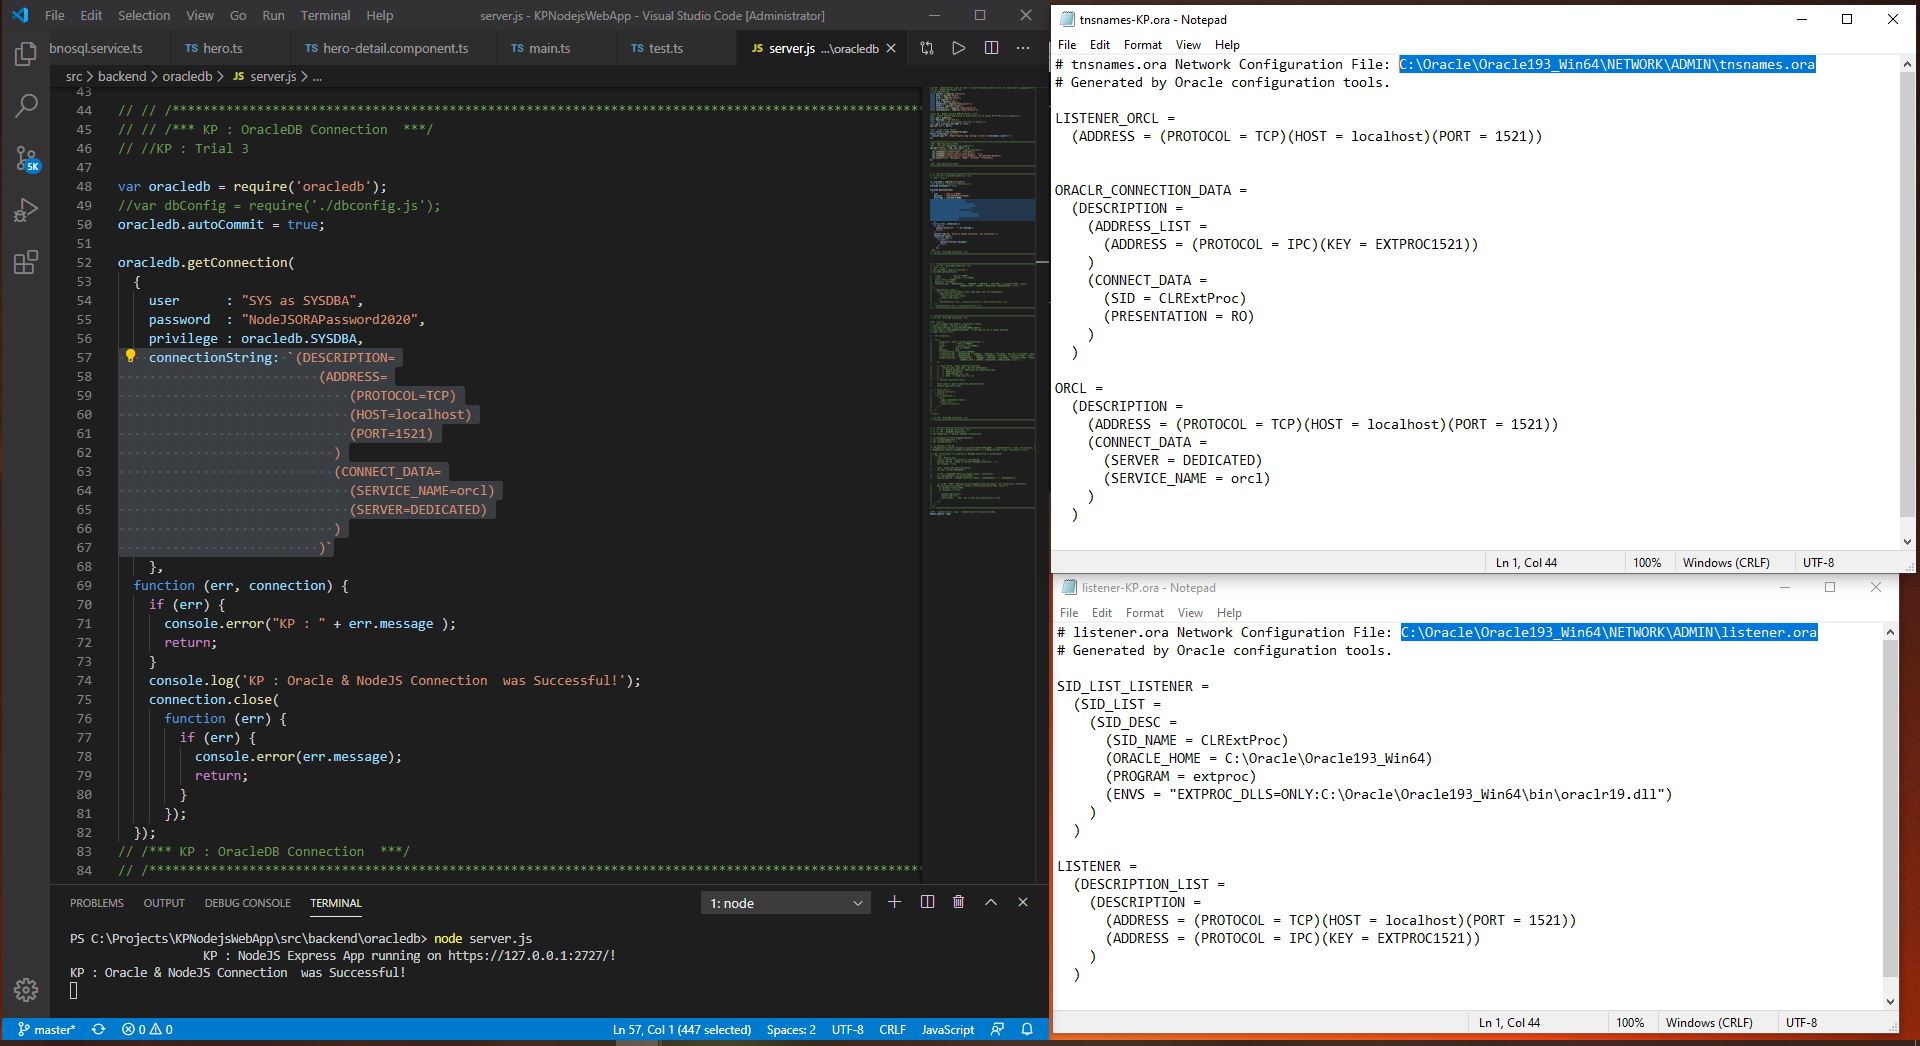 File Edit Selection View Go Run Terminal Help
server.js - KPNodejsWebApp - Visual Studio Code [Administrator]
bnosql.service.ts TS hero.ts TS hero-detail.component.ts TS main.ts TS test.ts JS server.js ...\oracledb
src > backend > oracledb > JS server.js > ...
43
44 // // /**************************************************************************************************
45 // // /*** KP : OracleDB Connection ***/
46 // //KP : Trial 3
47
48 var oracledb = require('oracledb');
49 //var dbConfig = require('./dbconfig.js');
50 oracledb.autoCommit = true;
51
52 oracledb.getConnection(
53 {
54 user : "SYS as SYSDBA",
55 password : "NodeJSORAPassword2020",
56 privilege : oracledb.SYSDBA,
57 connectionString: `(DESCRIPTION=
58 (ADDRESS=
59 (PROTOCOL=TCP)
60 (HOST=localhost)
61 (PORT=1521)
62 )
63 (CONNECT_DATA=
64 (SERVICE_NAME=orcl)
65 (SERVER=DEDICATED)
66 )
67 )`
68 },
69 function (err, connection) {
70 if (err) {
71 console.error("KP : " + err.message );
72 return;
73 }
74 console.log('KP : Oracle & NodeJS Connection  was Successful!');
75 connection.close(
76 function (err) {
77 if (err) {
78 console.error(err.message);
79 return;
80 }
81 });
82 });
83 // /*** KP : OracleDB Connection ***/
84 // /*****************************************************************************************************
5K
PROBLEMS OUTPUT DEBUG CONSOLE TERMINAL 1: node
PS C:\Projects\KPNodejsWebApp\src\backend\oracledb> node server.js
KP : NodeJS Express App running on https://127.0.0.1:2727/!
KP : Oracle & NodeJS Connection  was Successful!
master* 0 0 Ln 57, Col 1 (447 selected) Spaces: 2 UTF-8 CRLF JavaScript
tnsnames-KP.ora - Notepad
File Edit Format View Help
# tnsnames.ora Network Configuration File: C:\Oracle\Oracle193_Win64\NETWORK\ADMIN\tnsnames.ora
# Generated by Oracle configuration tools.
LISTENER_ORCL =
(ADDRESS = (PROTOCOL = TCP)(HOST = localhost)(PORT = 1521))
ORACLR_CONNECTION_DATA =
(DESCRIPTION =
(ADDRESS_LIST =
(ADDRESS = (PROTOCOL = IPC)(KEY = EXTPROC1521))
)
(CONNECT_DATA =
(SID = CLRExtProc)
(PRESENTATION = RO)
)
)
ORCL =
(DESCRIPTION =
(ADDRESS = (PROTOCOL = TCP)(HOST = localhost)(PORT = 1521))
(CONNECT_DATA =
(SERVER = DEDICATED)
(SERVICE_NAME = orcl)
)
)
Ln 1, Col 44 100% Windows (CRLF) UTF-8
listener-KP.ora - Notepad
File Edit Format View Help
# listener.ora Network Configuration File: C:\Oracle\Oracle193_Win64\NETWORK\ADMIN\listener.ora
# Generated by Oracle configuration tools.
SID_LIST_LISTENER =
(SID_LIST =
(SID_DESC =
(SID_NAME = CLRExtProc)
(ORACLE_HOME = C:\Oracle\Oracle193_Win64)
(PROGRAM = extproc)
(ENVS = "EXTPROC_DLLS=ONLY:C:\Oracle\Oracle193_Win64\bin\oraclr19.dll")
)
)
LISTENER =
(DESCRIPTION_LIST =
(DESCRIPTION =
(ADDRESS = (PROTOCOL = TCP)(HOST = localhost)(PORT = 1521))
(ADDRESS = (PROTOCOL = IPC)(KEY = EXTPROC1521))
)
)
Ln 1, Col 44 100% Windows (CRLF) UTF-8